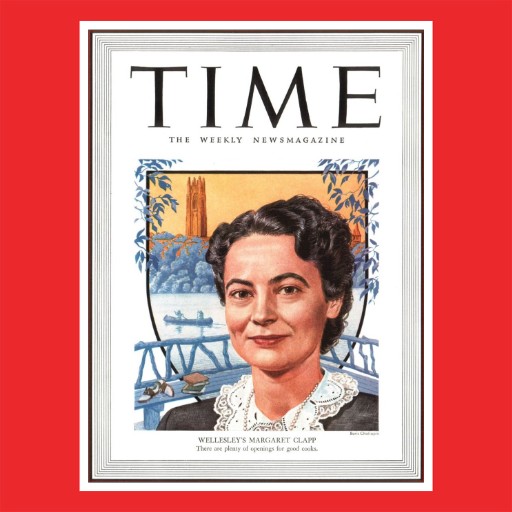 TIME
THE WEEKLY NEWSMAGAZINE
WELLESLEY'S MARGARET CLAPP
There are plenty of openings for good cooks.